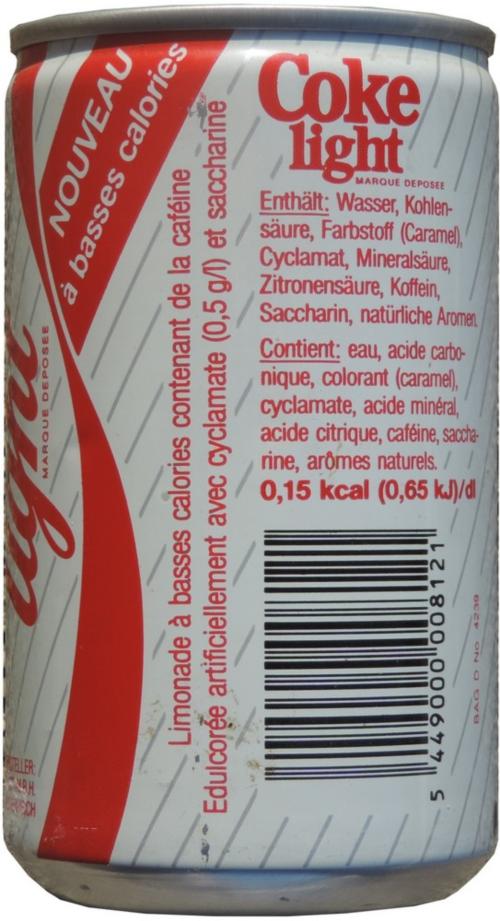 NOUVEAU
à basses calories
light
MARQUE DEPOSEE
Limonade à basses calories contenant de la caféine
Edulcorée artificiellement avec cyclamate (0,5 g/l) et saccharine
Coke
light
MARQUE DEPOSEE
Enthält: Wasser, Kohlen-
säure, Farbstoff (Caramel),
Cyclamat, Mineralsäure,
Zitronensäure, Koffein,
Saccharin, natürliche Aromen.
Contient: eau, acide carbo-
nique, colorant (caramel),
cyclamate, acide minéral,
acide citrique, caféine, saccha-
rine, arômes naturels.
0,15 kcal (0,65 kJ)/dl
5 449000 008121
BAG D No 4239